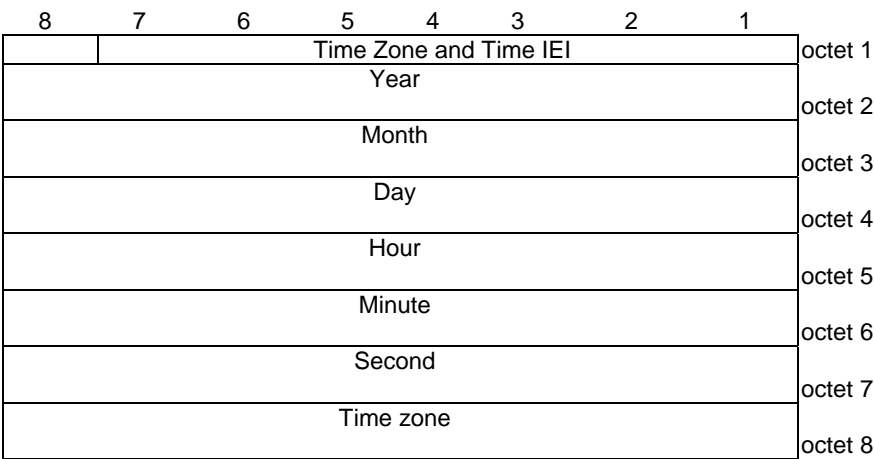 8 7 6 5 4 3 2 1
Time Zone and Time IEI octet 1
Year
octet 2
Month
octet 3
Day
octet 4
Hour
octet 5
Minute
octet 6
Second
octet 7
Time zone
octet 8